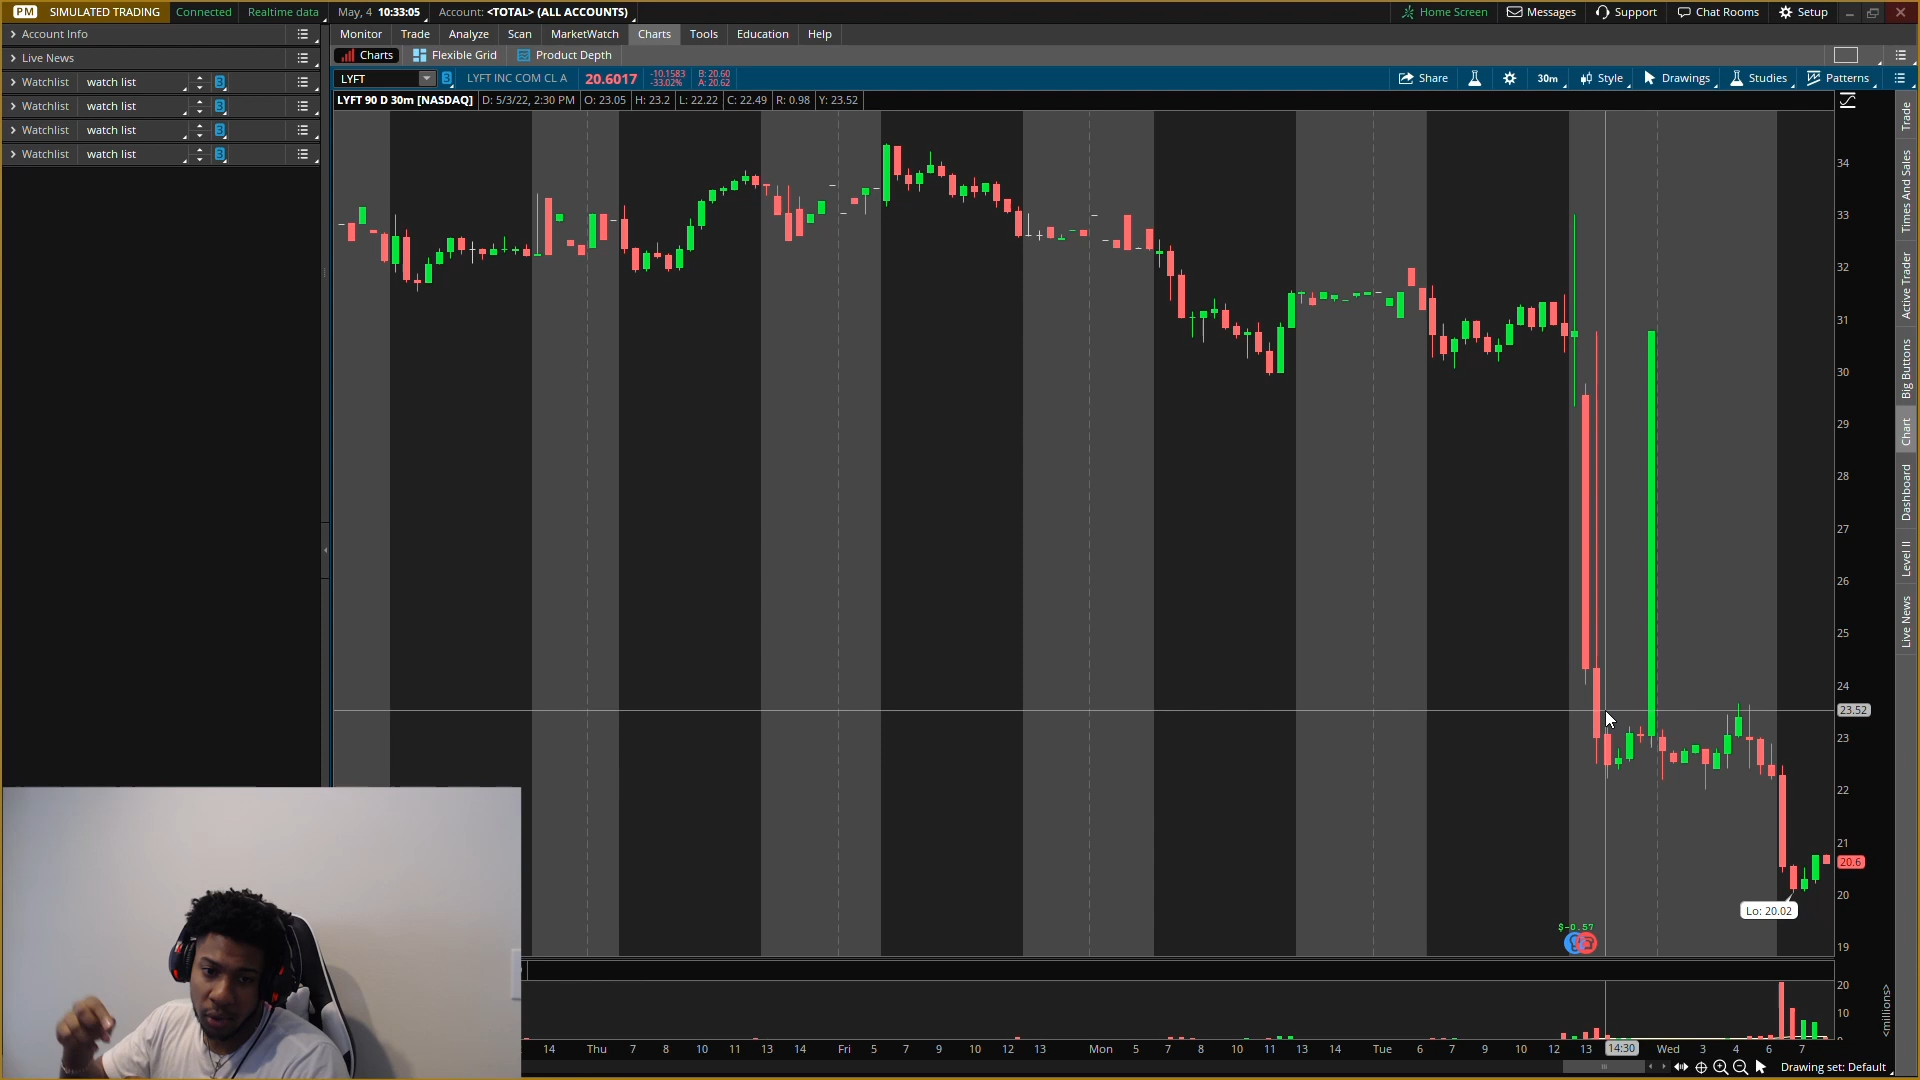 PM SIMULATED TRADING Connected Realtime data May, 4 10:33:05 Account: <TOTAL> (ALL ACCOUNTS) Home Screen Messages Support Chat Rooms Setup
Account Info
Live News
Watchlist watch list 3
Watchlist watch list 3
Watchlist watch list 3
Watchlist watch list 3
Monitor Trade Analyze Scan MarketWatch Charts Tools Education Help
Charts Flexible Grid Product Depth
LYFT 3 LYFT INC COM CL A 20.6017 -10.1583 -33.02% B: 20.60 A: 20.62 Share 30m Style Drawings Studies Patterns
LYFT 90 D 30m [NASDAQ] D: 5/3/22, 2:30 PM O: 23.05 H: 23.2 L: 22.22 C: 22.49 R: 0.98 Y: 23.52
34
33
32
31
30
29
28
27
26
25
24
23.52
23
22
21
20.6
20
19
Lo: 20.02
$-0.57
20
10
<millions>
14 Thu 7 8 10 11 13 14 Fri 5 7 9 10 12 13 Mon 5 7 8 10 11 13 14 Tue 6 7 9 10 12 13 14:30 Wed 3 4 6 7
Drawing set: Default
Trade
Times And Sales
Active Trader
Big Buttons
Chart
Dashboard
Level II
Live News